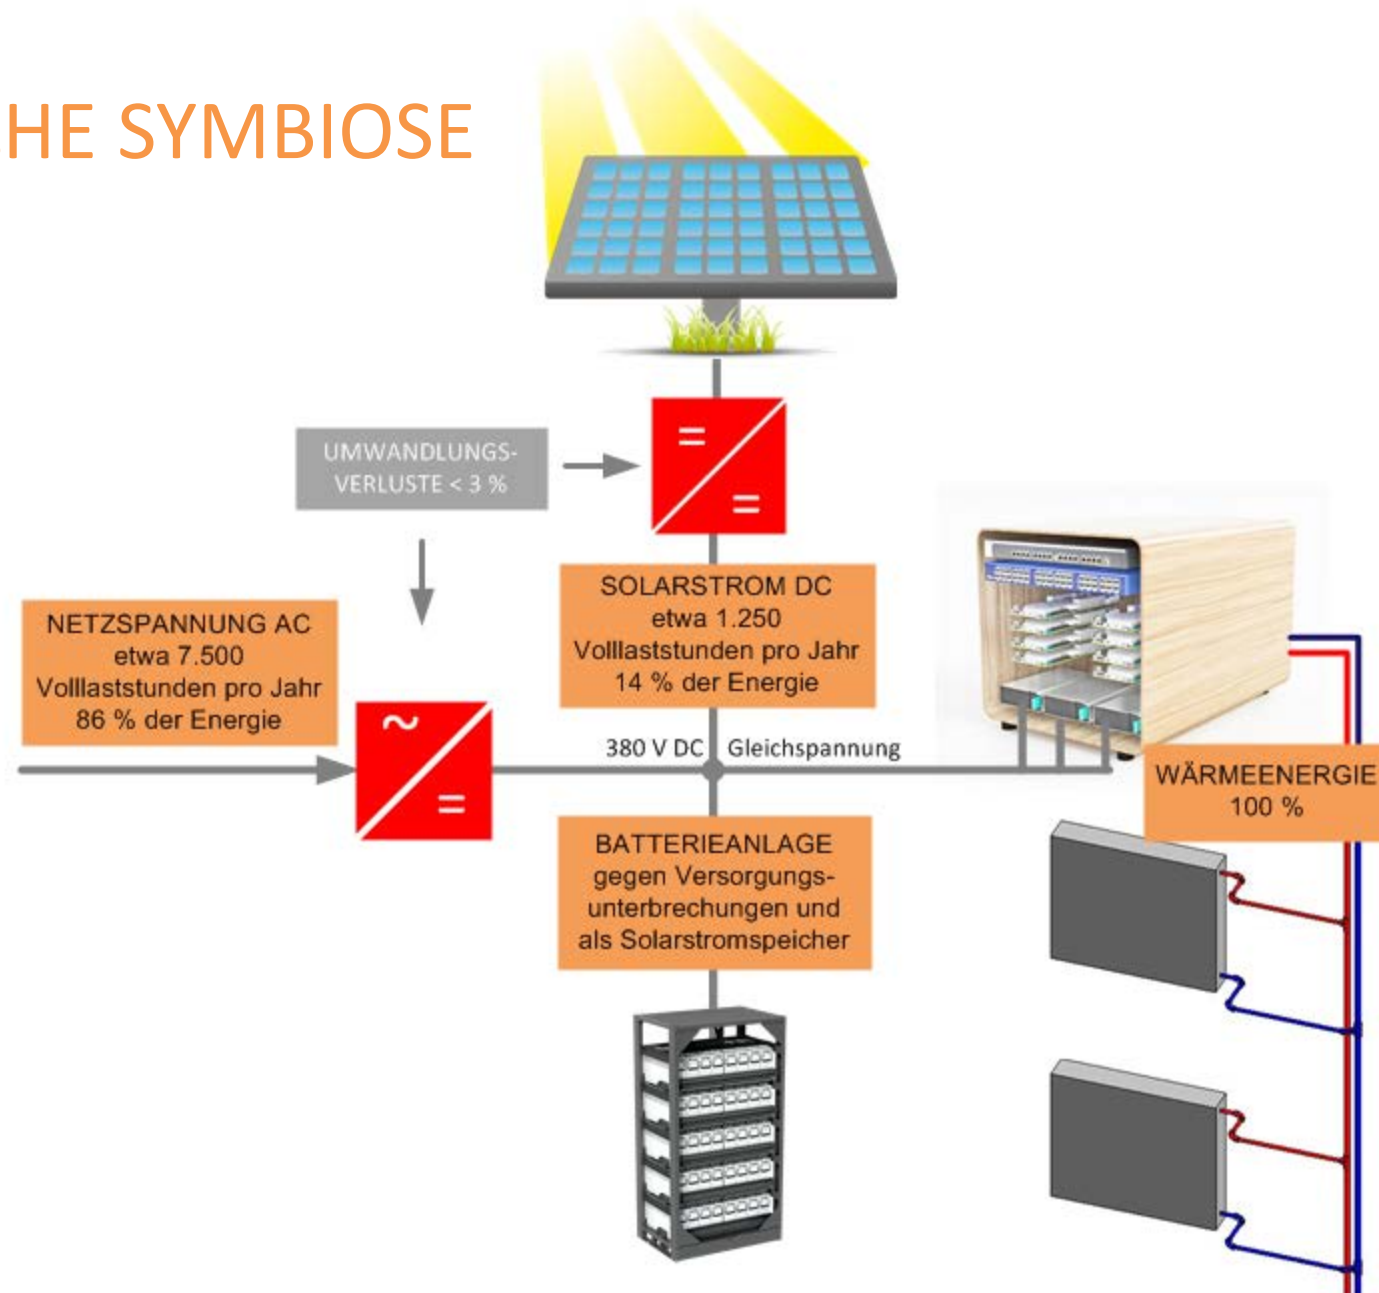 HE SYMBIOSE
UMWANDLUNGS-
VERLUSTE < 3 %
=
=
NETZSPANNUNG AC
etwa 7.500
Volllaststunden pro Jahr
86 % der Energie
SOLARSTROM DC
etwa 1.250
Volllaststunden pro Jahr
14 % der Energie
~
=
380 V DC Gleichspannung
WÄRMEENERGIE
100 %
BATTERIEANLAGE
gegen Versorgungs-
unterbrechungen und
als Solarstromspeicher